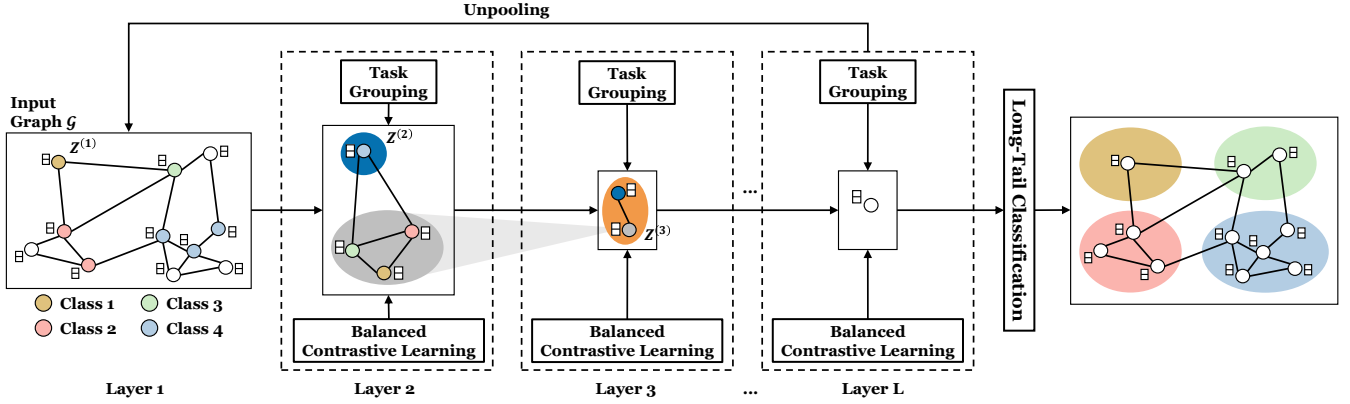 Unpooling
Input
Graph 𝒢
Z⁽¹⁾
Class 1
Class 2
Class 3
Class 4
Layer 1
Task
Grouping
Z⁽²⁾
Balanced
Contrastive Learning
Layer 2
Task
Grouping
Z⁽³⁾
Balanced
Contrastive Learning
Layer 3
...
...
Task
Grouping
Balanced
Contrastive Learning
Layer L
Long-Tail Classification